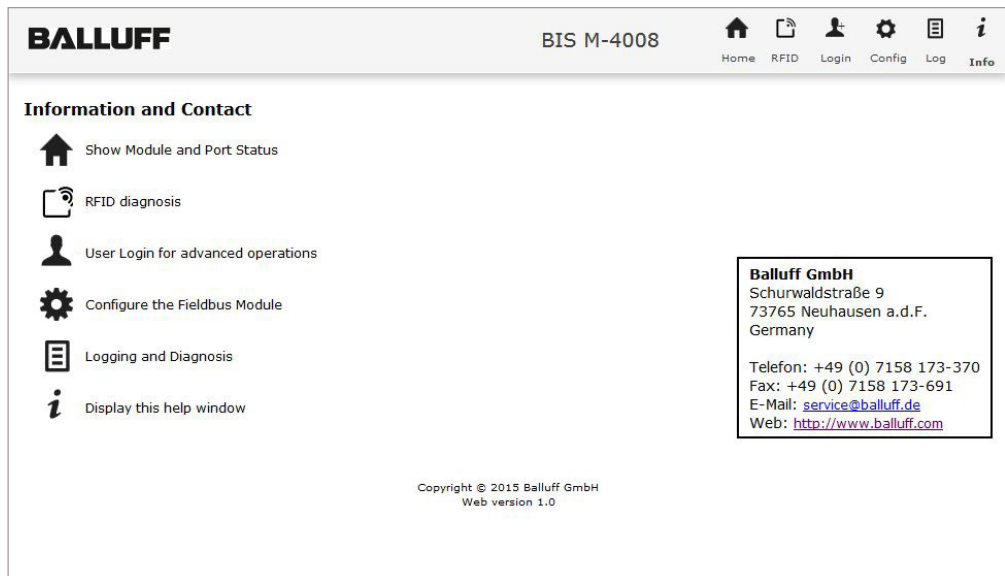 BALLUFF
BIS M-4008
Home RFID Login Config Log Info
Information and Contact
Show Module and Port Status
RFID diagnosis
User Login for advanced operations
Configure the Fieldbus Module
Logging and Diagnosis
Display this help window
Balluff GmbH
Schurwaldstraße 9
73765 Neuhausen a.d.F.
Germany
Telefon: +49 (0) 7158 173-370
Fax: +49 (0) 7158 173-691
E-Mail: service@balluff.de
Web: http://www.balluff.com
Copyright © 2015 Balluff GmbH
Web version 1.0